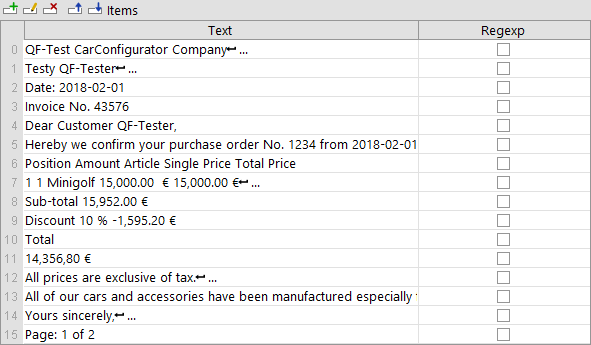 Items
Text Regexp
0 QF-Test CarConfigurator Company↵ ...
1 Testy QF-Tester↵ ...
2 Date: 2018-02-01
3 Invoice No. 43576
4 Dear Customer QF-Tester,
5 Hereby we confirm your purchase order No. 1234 from 2018-02-01
6 Position Amount Article Single Price Total Price
7 1 1 Minigolf 15,000.00 € 15,000.00 €↵ ...
8 Sub-total 15,952.00 €
9 Discount 10 % -1,595.20 €
10 Total
11 14,356,80 €
12 All prices are exclusive of tax.↵ ...
13 All of our cars and accessories have been manufactured especially
14 Yours sincerely,↵ ...
15 Page: 1 of 2